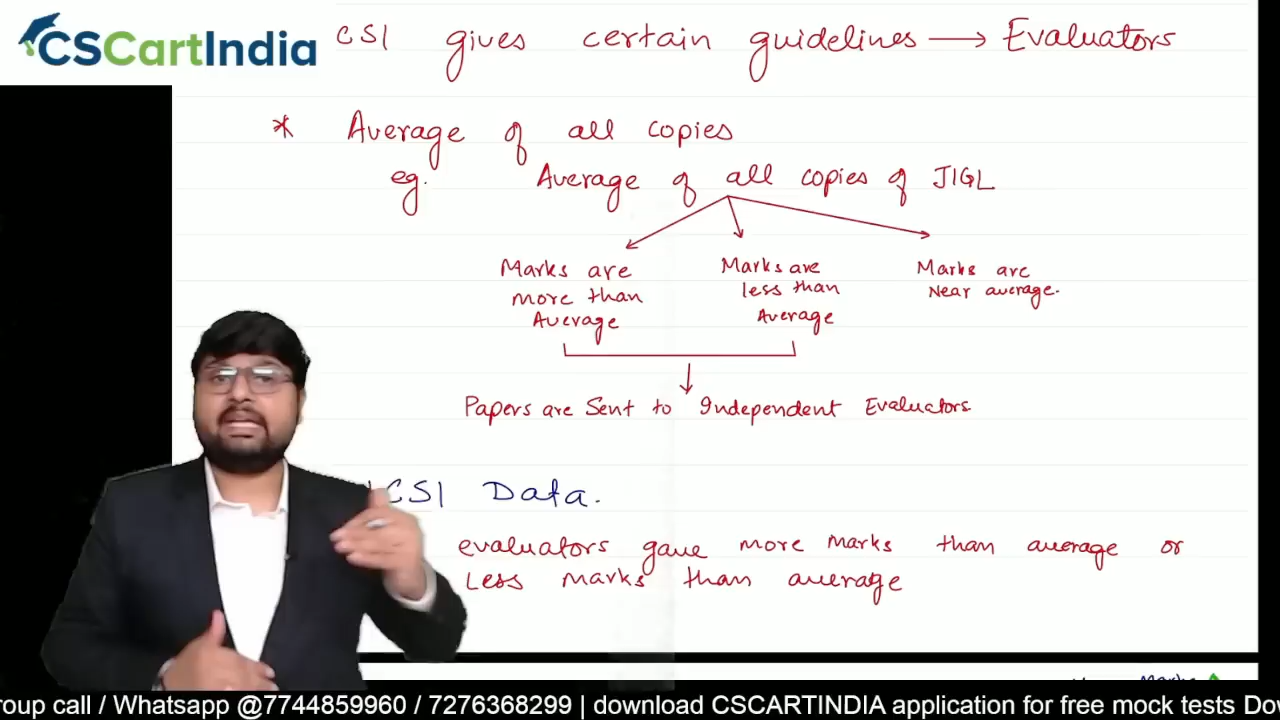 CSCartIndia
CSI gives certain guidelines → Evaluators
* Average of all copies
eg. Average of all copies of JIGL
Marks are
more than
Average
Marks are
less than
Average
Marks are
Near average.
Papers are Sent to Independent Evaluators
ICSI Data.
evaluators gave more marks than average or
Less marks than average
roup call / Whatsapp @7744859960 / 7276368299 | download CSCARTINDIA application for free mock tests Dow